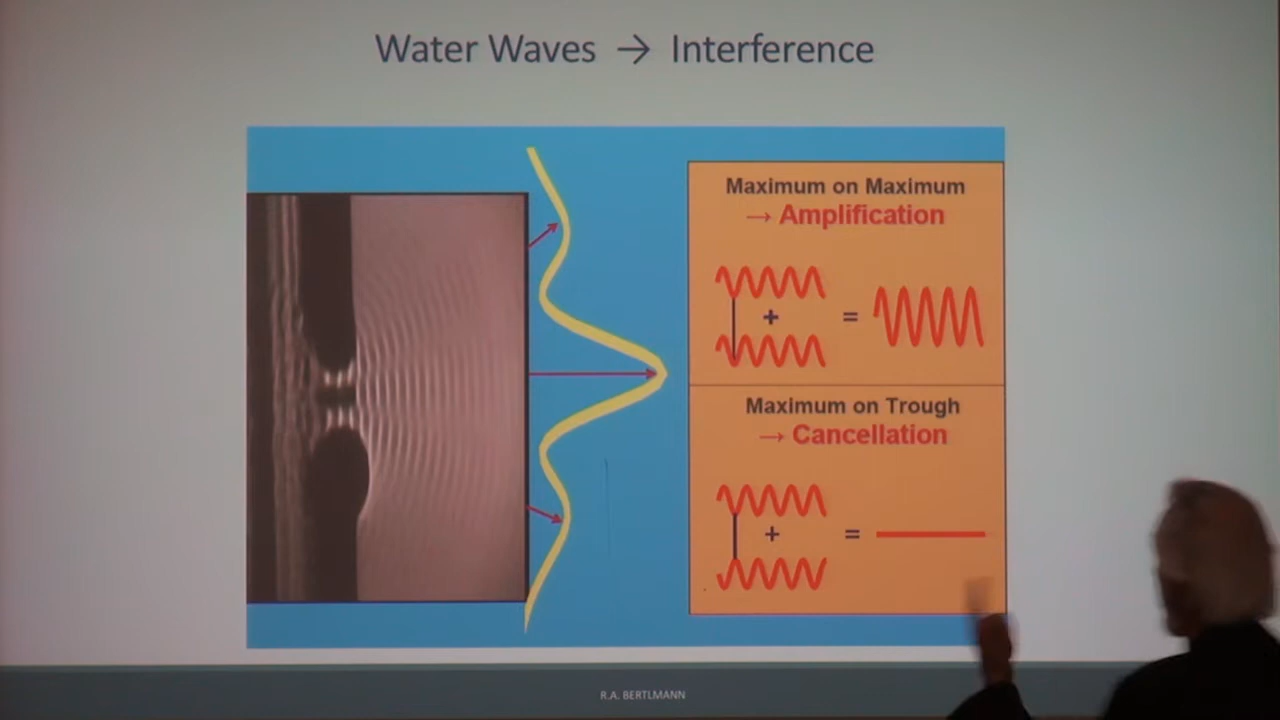 Water Waves → Interference
Maximum on Maximum
→ Amplification
+
=
Maximum on Trough
→ Cancellation
+
=
R.A. BERTLMANN